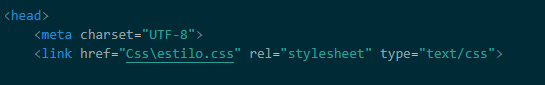 <head>
<meta charset="UTF-8">
<link href="Css\estilo.css" rel="stylesheet" type="text/css">